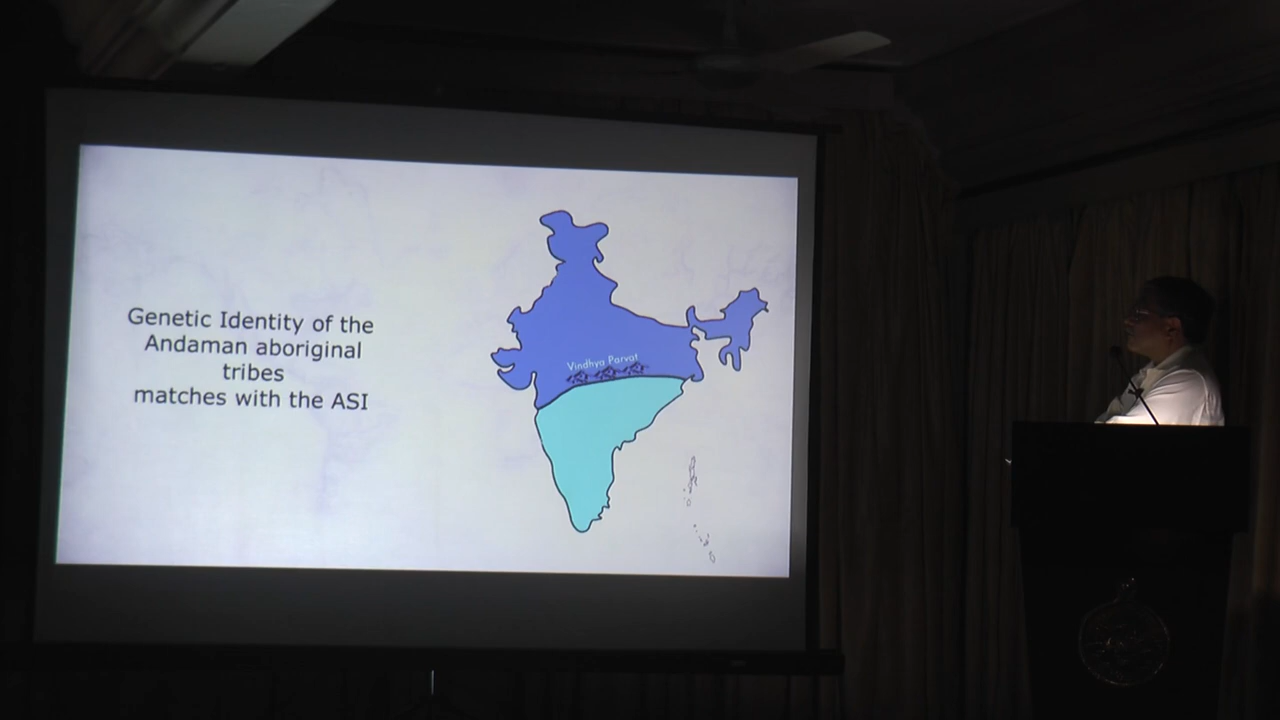 Genetic Identity of the
Andaman aboriginal
tribes
matches with the ASI
Vindhya Parvat